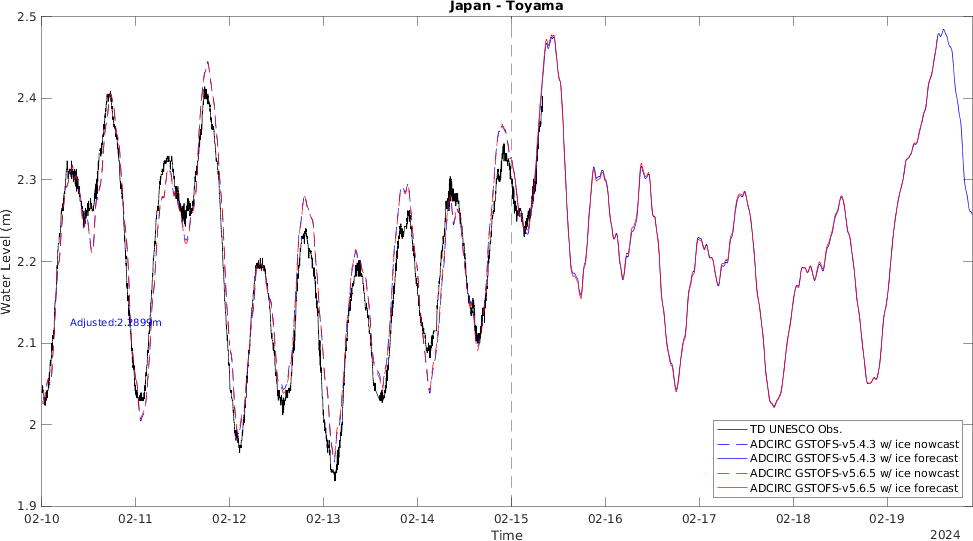 Japan - Toyama
2.5
2.4
2.3
2.2
2.1
2
1.9
Water Level (m)
Adjusted:2.2899m
TD UNESCO Obs.
ADCIRC GSTOFS-v5.4.3 w/ ice nowcast
ADCIRC GSTOFS-v5.4.3 w/ ice forecast
ADCIRC GSTOFS-v5.6.5 w/ ice nowcast
ADCIRC GSTOFS-v5.6.5 w/ ice forecast
02-10 02-11 02-12 02-13 02-14 02-15 02-16 02-17 02-18 02-19
Time
2024